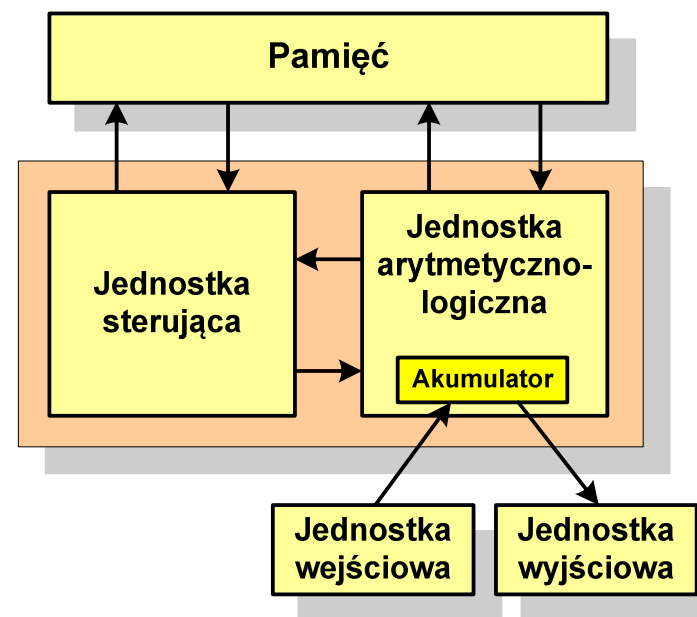 Pamięć
Jednostka
sterująca
Jednostka
arytmetyczno-
logiczna
Akumulator
Jednostka
wejściowa
Jednostka
wyjściowa